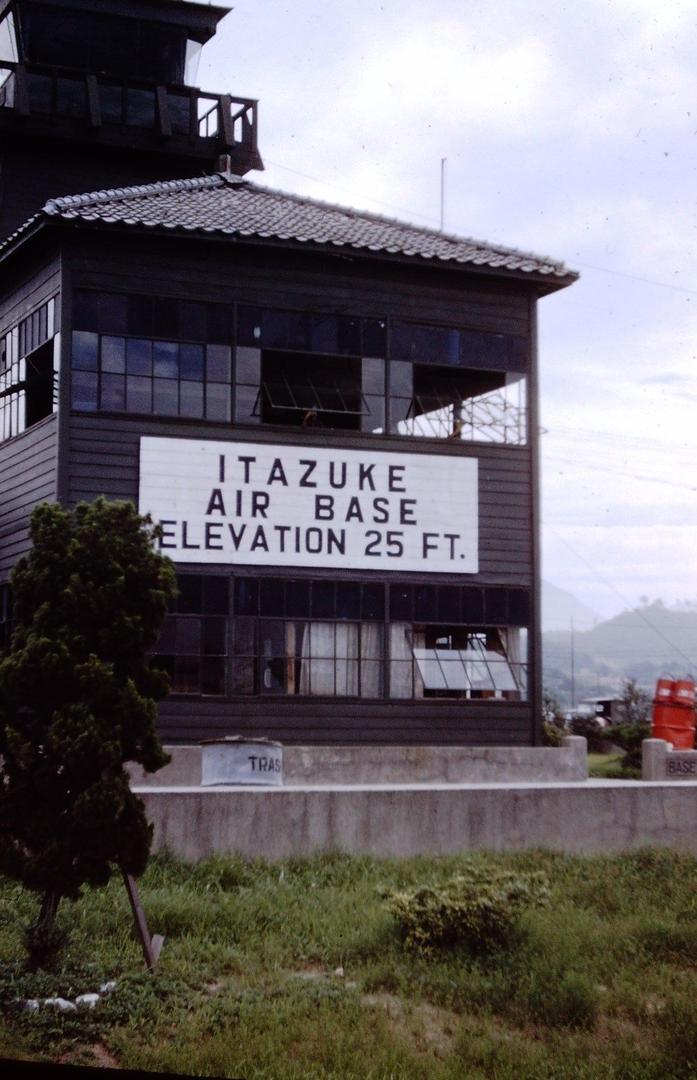 ITAZUKE
AIR BASE
ELEVATION 25 FT.
TRAS
BASE